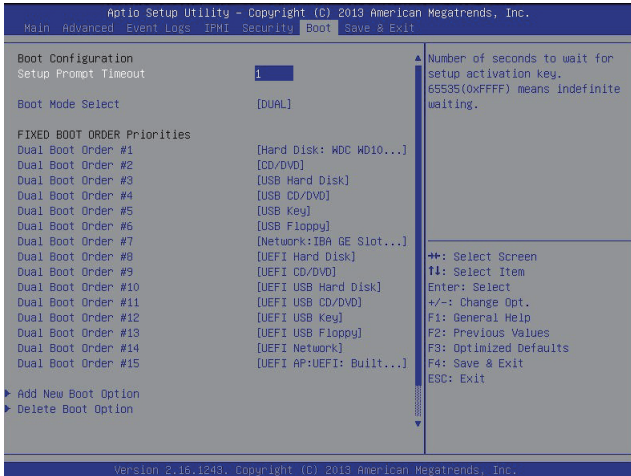 Aptio Setup Utility – Copyright (C) 2013 American Megatrends, Inc.
Main Advanced Event Logs IPMI Security Boot Save & Exit
Boot Configuration
Setup Prompt Timeout 1
Boot Mode Select [DUAL]
FIXED BOOT ORDER Priorities
Dual Boot Order #1 [Hard Disk: WDC WD10...]
Dual Boot Order #2 [CD/DVD]
Dual Boot Order #3 [USB Hard Disk]
Dual Boot Order #4 [USB CD/DVD]
Dual Boot Order #5 [USB Key]
Dual Boot Order #6 [USB Floppy]
Dual Boot Order #7 [Network:IBA GE Slot...]
Dual Boot Order #8 [UEFI Hard Disk]
Dual Boot Order #9 [UEFI CD/DVD]
Dual Boot Order #10 [UEFI USB Hard Disk]
Dual Boot Order #11 [UEFI USB CD/DVD]
Dual Boot Order #12 [UEFI USB Key]
Dual Boot Order #13 [UEFI USB Floppy]
Dual Boot Order #14 [UEFI Network]
Dual Boot Order #15 [UEFI AP:UEFI: Built...]
Add New Boot Option
Delete Boot Option
Number of seconds to wait for
setup activation key.
65535(0xFFFF) means indefinite
waiting.
→←: Select Screen
↑↓: Select Item
Enter: Select
+/-: Change Opt.
F1: General Help
F2: Previous Values
F3: Optimized Defaults
F4: Save & Exit
ESC: Exit
Version 2.16.1243. Copyright (C) 2013 American Megatrends, Inc.